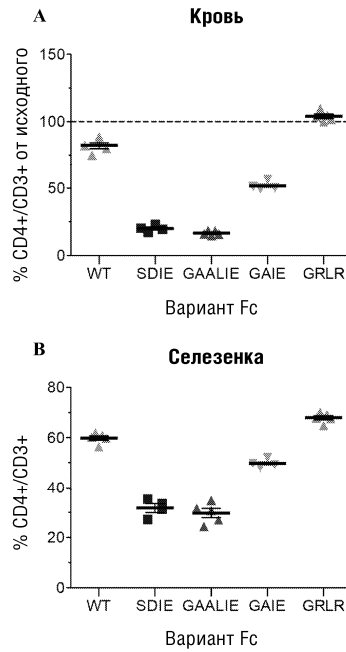 A
Кровь
% CD4+/CD3+ от исходного
150
100
50
0
WT SDIE GAALIE GAIE GRLR
Вариант Fc
B
Селезенка
% CD4+/CD3+
80
60
40
20
0
WT SDIE GAALIE GAIE GRLR
Вариант Fc